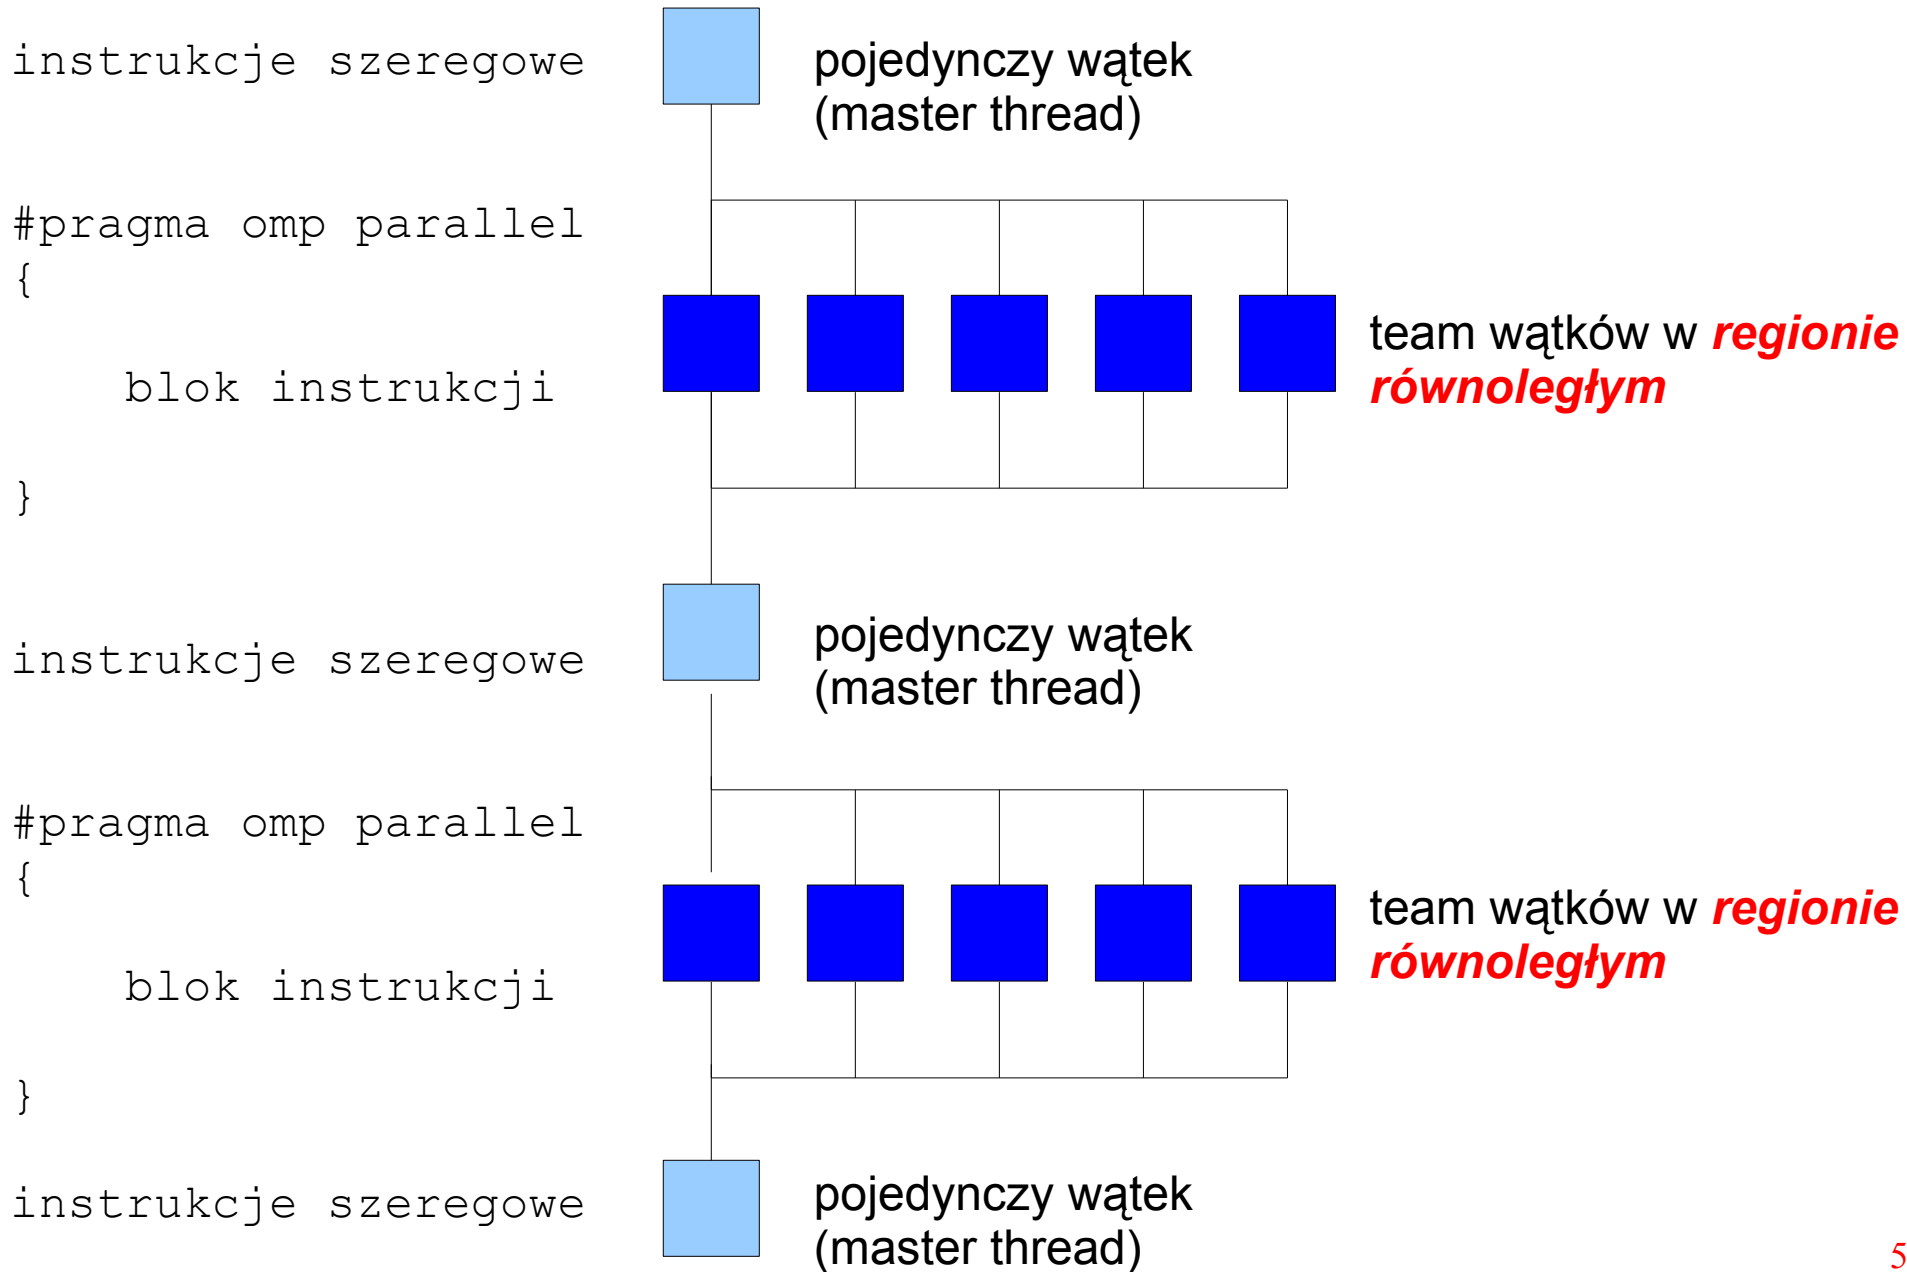 instrukcje szeregowe
pojedynczy wątek
(master thread)
#pragma omp parallel
{
blok instrukcji
}
team wątków w regionie
równoległym
instrukcje szeregowe
pojedynczy wątek
(master thread)
#pragma omp parallel
{
blok instrukcji
}
team wątków w regionie
równoległym
instrukcje szeregowe
pojedynczy wątek
(master thread)
5